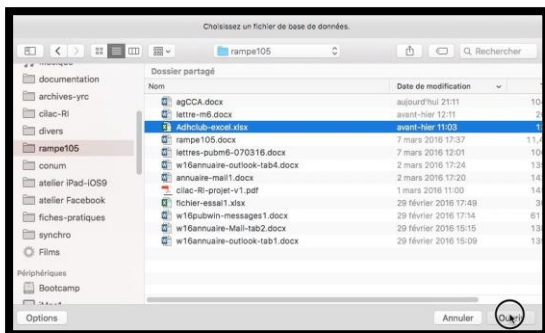 Choisissez un fichier de base de données.
rampe105
Rechercher
Dossier partagé
documentation
archives-yrc
cilac-RI
divers
rampe105
conum
atelier iPad-iOS9
atelier Facebook
fiches-pratiques
synchro
Films
Périphériques
Bootcamp
Nom Date de modification
agCCA.docx aujourd'hui 21:11
lettre-m6.docx avant-hier 12:11
Adhclub-excel.xlsx avant-hier 11:03
rampe105.docx 7 mars 2016 17:37
lettres-pubm6-070316.docx 7 mars 2016 12:01
w16annuaire-outlook-tab4.docx 2 mars 2016 17:24
annuaire-mail1.docx 2 mars 2016 17:20
cilac-RI-projet-v1.pdf 1 mars 2016 11:00
fichier-essai1.xlsx 29 février 2016 17:49
w16pubwin-messages1.docx 29 février 2016 17:14
w16annuaire-Mail-tab2.docx 29 février 2016 15:15
w16annuaire-outlook-tab1.docx 29 février 2016 15:09
Options Annuler Ouvrir